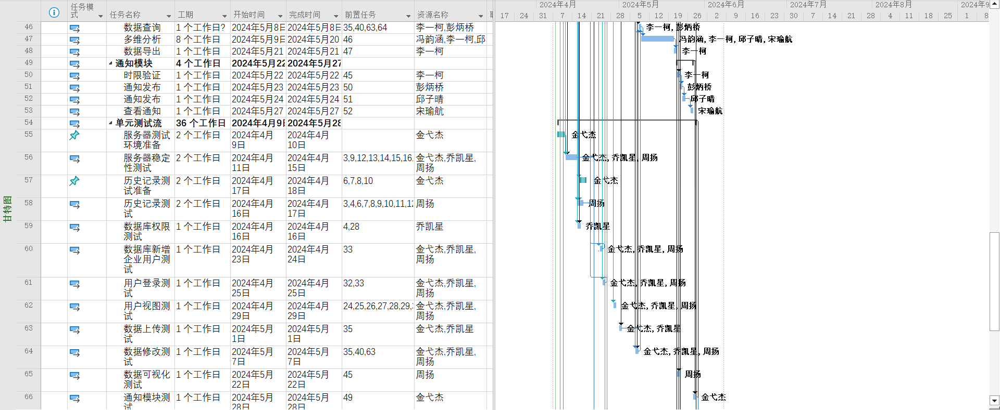 任务模式 任务名称 工期 开始时间 完成时间 前置任务 资源名称
2024年4月 2024年5月 2024年6月 2024年7月 2024年8月 2024年9
17 24 31 7 14 21 28 5 12 19 26 2 9 16 23 30 7 14 21 28 4 11 18 25 1 8
甘特图
46 数据查询 1 个工作日? 2024年5月8日 2024年5月8日 35,40,63,64 李一柯,彭炳桥 李一柯, 彭炳桥
47 多维分析 8 个工作日 2024年5月9日 2024年5月20 46 冯韵涵,李一柯,邱 冯韵涵, 李一柯, 邱子晴, 宋瑜航
48 数据导出 1 个工作日 2024年5月21 2024年5月21 47 李一柯 李一柯
49 通知模块 4 个工作日 2024年5月22 2024年5月27
50 时限验证 1 个工作日 2024年5月22 2024年5月22 45 李一柯 李一柯
51 通知发布 1 个工作日 2024年5月23 2024年5月23 50 彭炳桥 彭炳桥
52 通知发布 1 个工作日 2024年5月24 2024年5月24 51 邱子晴 邱子晴
53 查看通知 1 个工作日 2024年5月27 2024年5月27 52 宋瑜航 宋瑜航
54 单元测试流 36 个工作日 2024年4月9日 2024年5月28
55 服务器测试环境准备 2 个工作日 2024年4月9日 2024年4月10日 金弋杰 金弋杰
56 服务器稳定性测试 2 个工作日 2024年4月11日 2024年4月15日 3,9,12,13,14,15,16, 金弋杰,乔凯星,周扬 金弋杰, 乔凯星, 周扬
57 历史记录测试准备 2 个工作日 2024年4月17日 2024年4月18日 6,7,8,10 金弋杰 金弋杰
58 历史记录测试 2 个工作日 2024年4月16日 2024年4月17日 3,4,6,7,8,9,10,11,12 周扬 周扬
59 数据库权限测试 1 个工作日 2024年4月16日 2024年4月16日 4,28 乔凯星 乔凯星
60 数据库新增企业用户测试 1 个工作日 2024年4月23日 2024年4月24日 33 金弋杰,乔凯星,周扬 金弋杰, 乔凯星, 周扬
61 用户登录测试 1 个工作日 2024年4月25日 2024年4月25日 32,33 金弋杰,乔凯星,周扬 金弋杰, 乔凯星, 周扬
62 用户视图测试 1 个工作日 2024年4月29日 2024年4月29日 24,25,26,27,28,29, 金弋杰,乔凯星,周扬 金弋杰, 乔凯星, 周扬
63 数据上传测试 1 个工作日 2024年5月1日 2024年5月1日 35 金弋杰,乔凯星 金弋杰, 乔凯星
64 数据修改测试 1 个工作日 2024年5月7日 2024年5月7日 35,40,63 金弋杰,乔凯星,周扬 金弋杰, 乔凯星, 周扬
65 数据可视化测试 1 个工作日 2024年5月22日 2024年5月22日 45 周扬 周扬
66 通知模块测试 1 个工作日 2024年5月28日 2024年5月28日 49 金弋杰 金弋杰